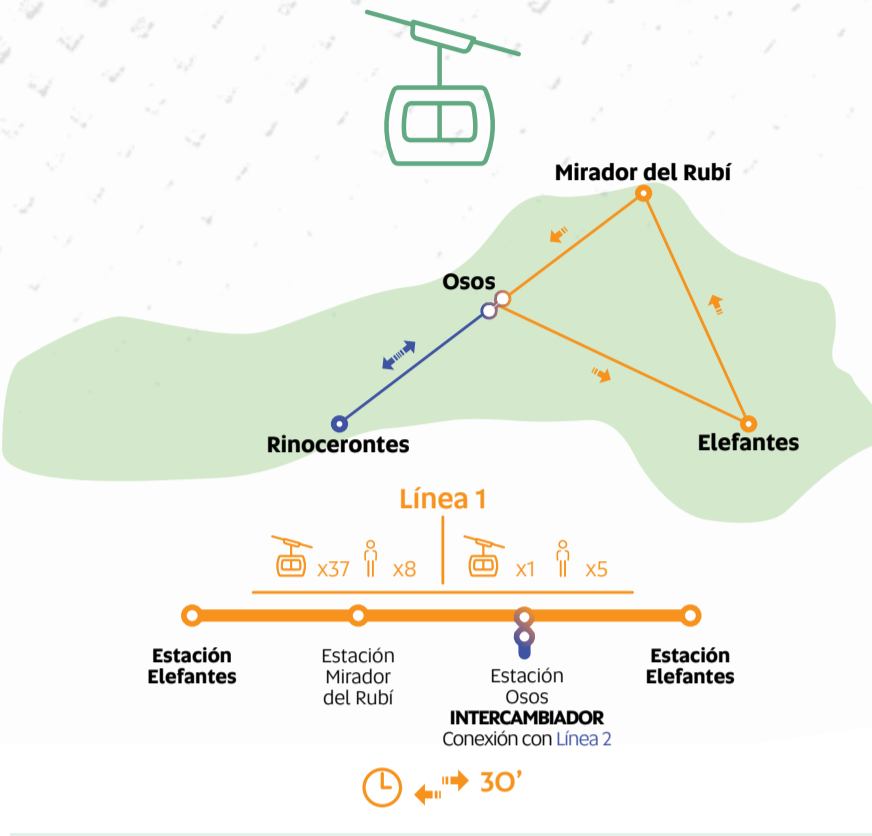 Mirador del Rubí
Osos
Rinocerontes
Elefantes
Línea 1
x37 x8 x1 x5
Estación
Elefantes
Estación
Mirador
del Rubí
Estación
Osos
INTERCAMBIADOR
Conexión con Línea 2
Estación
Elefantes
30'